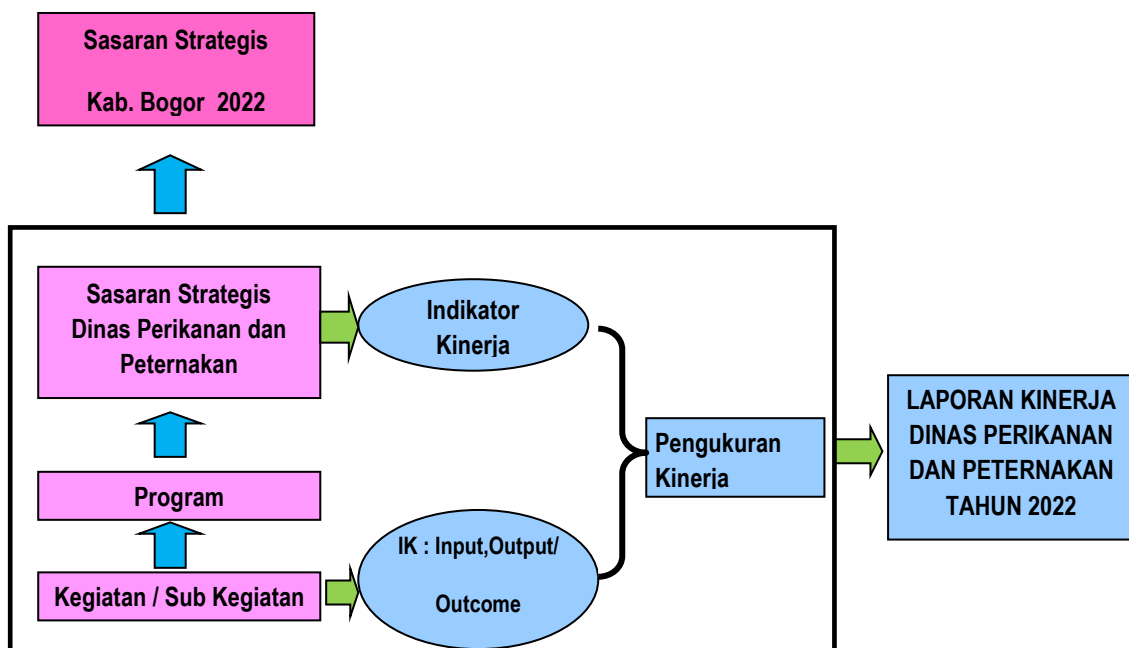 Sasaran Strategis
Kab. Bogor 2022
Sasaran Strategis
Dinas Perikanan dan
Peternakan
Indikator
Kinerja
Program
Kegiatan / Sub Kegiatan
IK : Input,Output/
Outcome
Pengukuran
Kinerja
LAPORAN KINERJA
DINAS PERIKANAN
DAN PETERNAKAN
TAHUN 2022